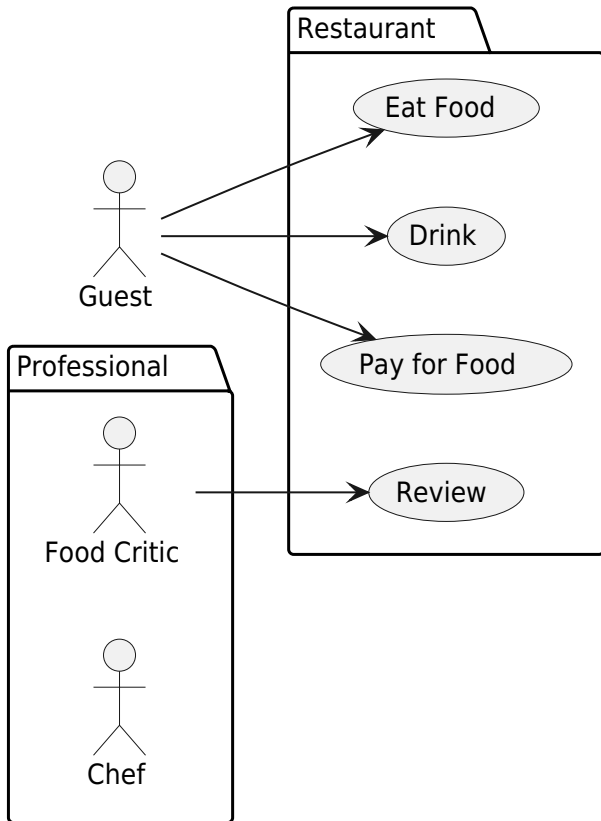 Restaurant
Eat Food
Drink
Guest
Pay for Food
Professional
Review
Food Critic
Chef